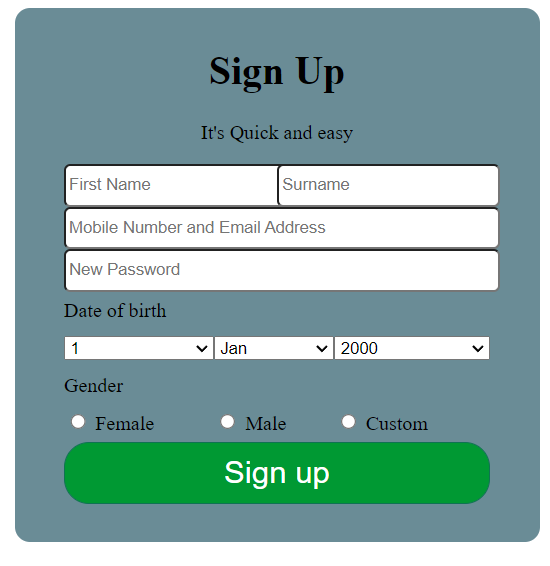 Sign Up
It's Quick and easy
First Name Surname
Mobile Number and Email Address
New Password
Date of birth
1 Jan 2000
Gender
Female Male Custom
Sign up